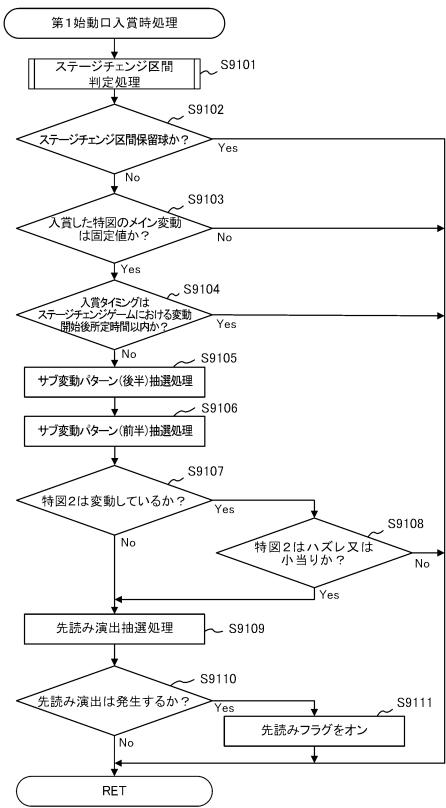 第1始動口入賞時処理
ステージチェンジ区間
判定処理
S9101
S9102
ステージチェンジ区間保留球か？
Yes
No
S9103
入賞した特図のメイン変動
は固定値か？
No
Yes
S9104
入賞タイミングは
ステージチェンジゲームにおける変動
開始後所定時間以内か？
Yes
No
S9105
サブ変動パターン(後半)抽選処理
S9106
サブ変動パターン(前半)抽選処理
S9107
特図２は変動しているか？
Yes
No
S9108
特図２はハズレ又は
小当りか？
No
Yes
先読み演出抽選処理
S9109
S9110
先読み演出は発生するか？
Yes
No
S9111
先読みフラグをオン
RET